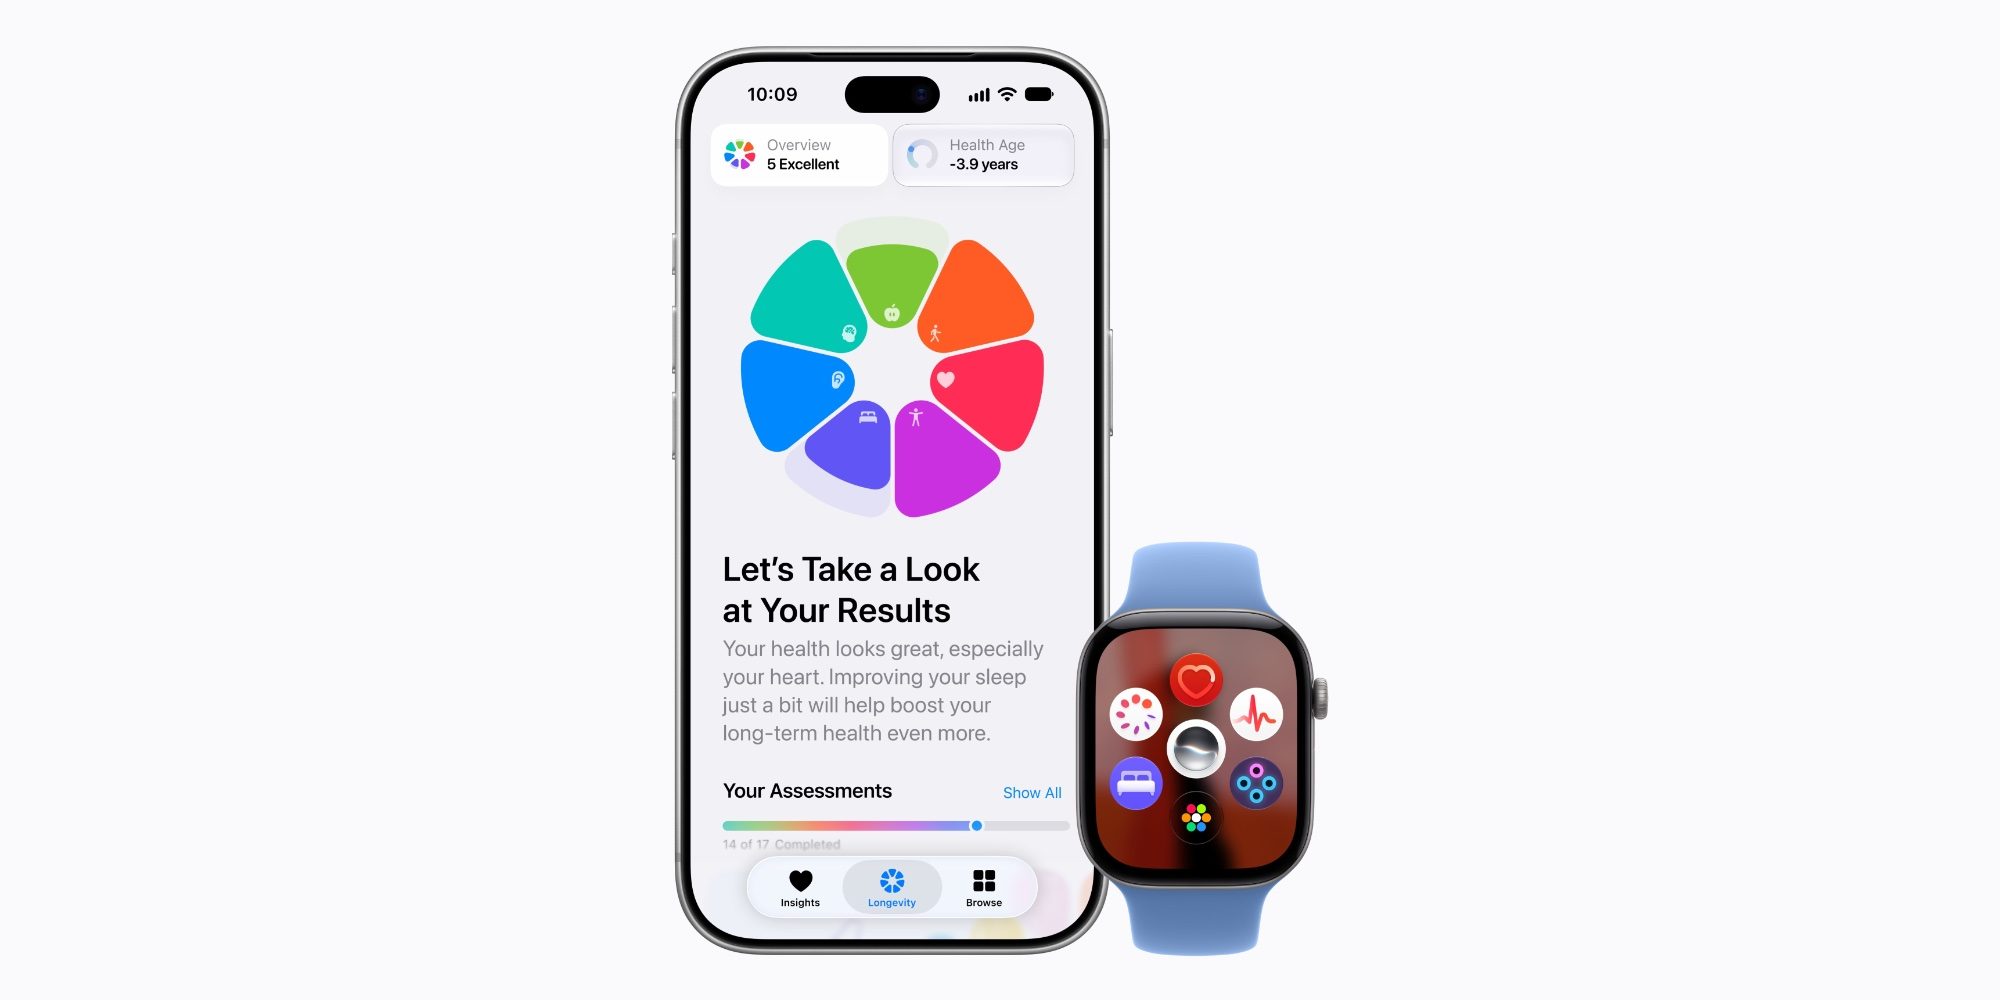 10:09
Overview
5 Excellent
Health Age
-3.9 years
Let's Take a Look
at Your Results
Your health looks great, especially
your heart. Improving your sleep
just a bit will help boost your
long-term health even more.
Your Assessments
Show All
14 of 17 Completed
Insights
Longevity
Browse